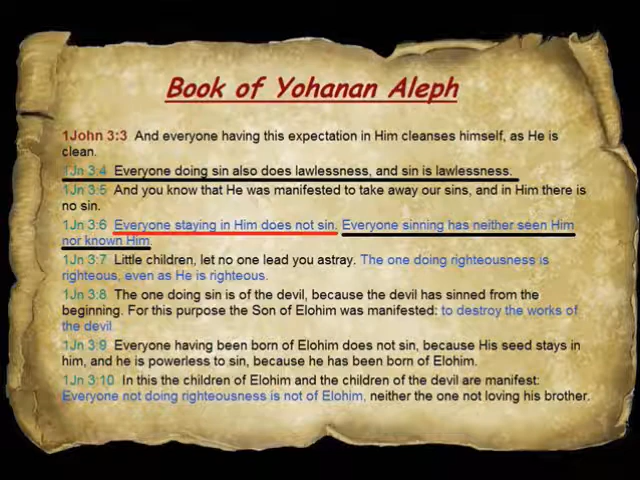 Book of Yohanan Aleph
1John 3:3 And everyone having this expectation in Him cleanses himself, as He is
clean.
1Jn 3:4 Everyone doing sin also does lawlessness, and sin is lawlessness.
1Jn 3:5 And you know that He was manifested to take away our sins, and in Him there is
no sin.
1Jn 3:6 Everyone staying in Him does not sin. Everyone sinning has neither seen Him
nor known Him.
1Jn 3:7 Little children, let no one lead you astray. The one doing righteousness is
righteous, even as He is righteous.
1Jn 3:8 The one doing sin is of the devil, because the devil has sinned from the
beginning. For this purpose the Son of Elohim was manifested: to destroy the works of
the devil
1Jn 3:9 Everyone having been born of Elohim does not sin, because His seed stays in
him, and he is powerless to sin, because he has been born of Elohim.
1Jn 3:10 In this the children of Elohim and the children of the devil are manifest:
Everyone not doing righteousness is not of Elohim, neither the one not loving his brother.